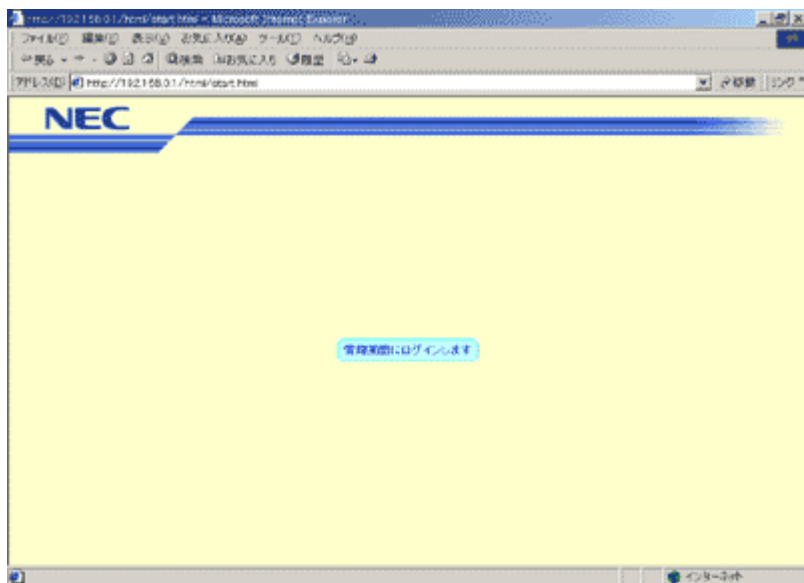 http://192.168.0.1/html/start.html - Microsoft Internet Explorer
ファイル(F) 編集(E) 表示(V) お気に入り(A) ツール(T) ヘルプ(H)
戻る 検索 お気に入り 履歴
アドレス(D) http://192.168.0.1/html/start.html 移動 リンク
NEC
管理画面にログインします
インターネット